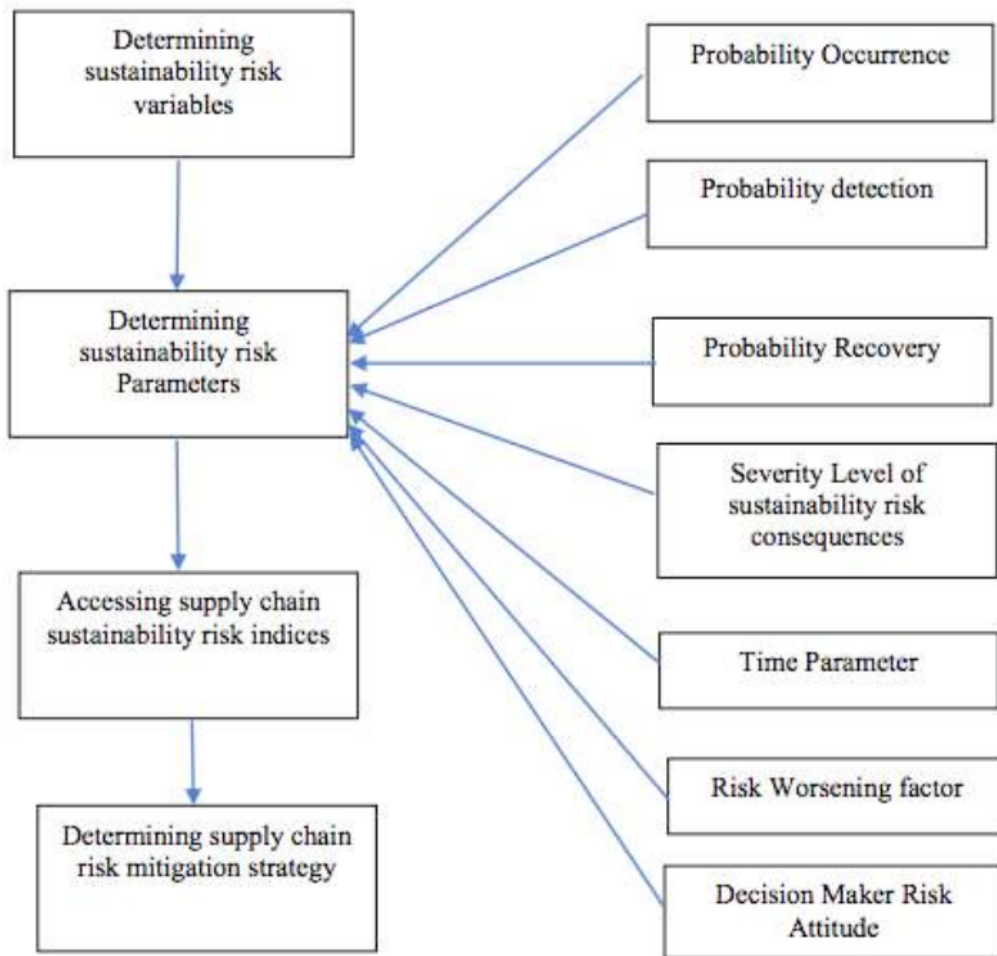 Determining
sustainability risk
variables
Determining
sustainability risk
Parameters
Accessing supply chain
sustainability risk indices
Determining supply chain
risk mitigation strategy
Probability Occurrence
Probability detection
Probability Recovery
Severity Level of
sustainability risk
consequences
Time Parameter
Risk Worsening factor
Decision Maker Risk
Attitude